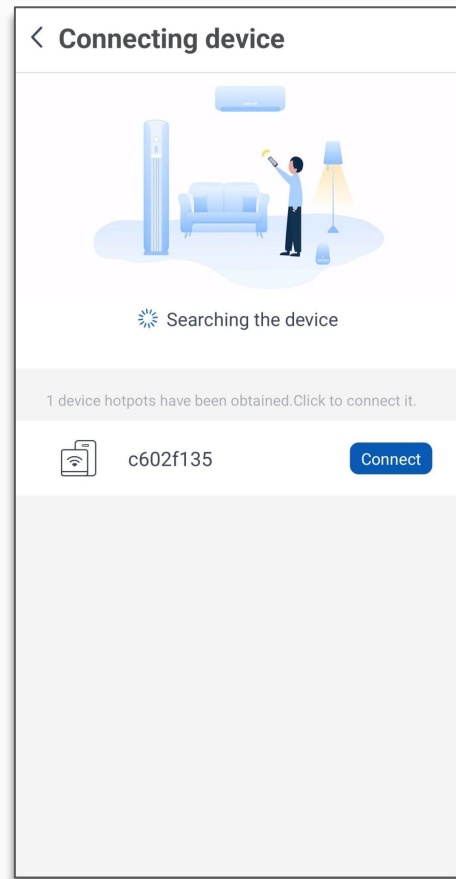 Connecting device
Searching the device
1 device hotpots have been obtained.Click to connect it.
c602f135
Connect